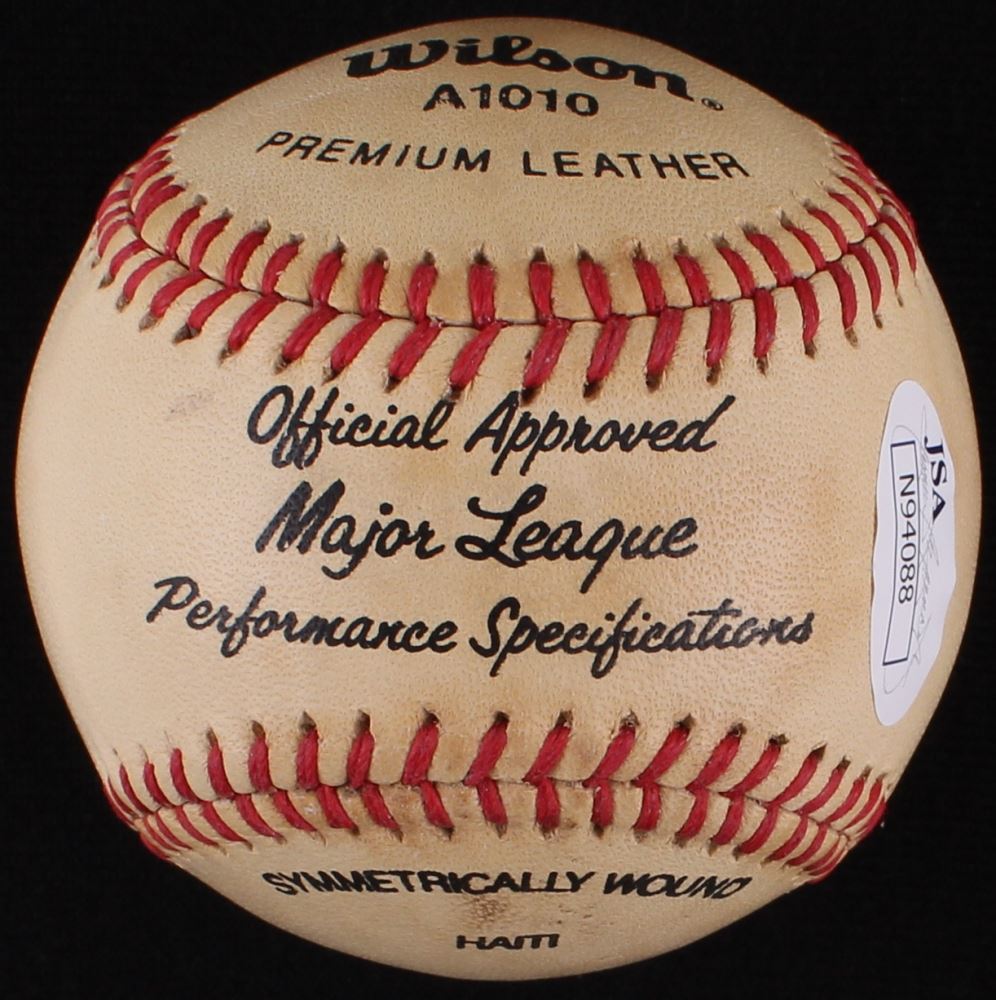 Wilson®
A1010
PREMIUM LEATHER
Official Approved
Major League
Performance Specifications
JSA
N94088
SYMMETRICALLY WOUND
HAITI